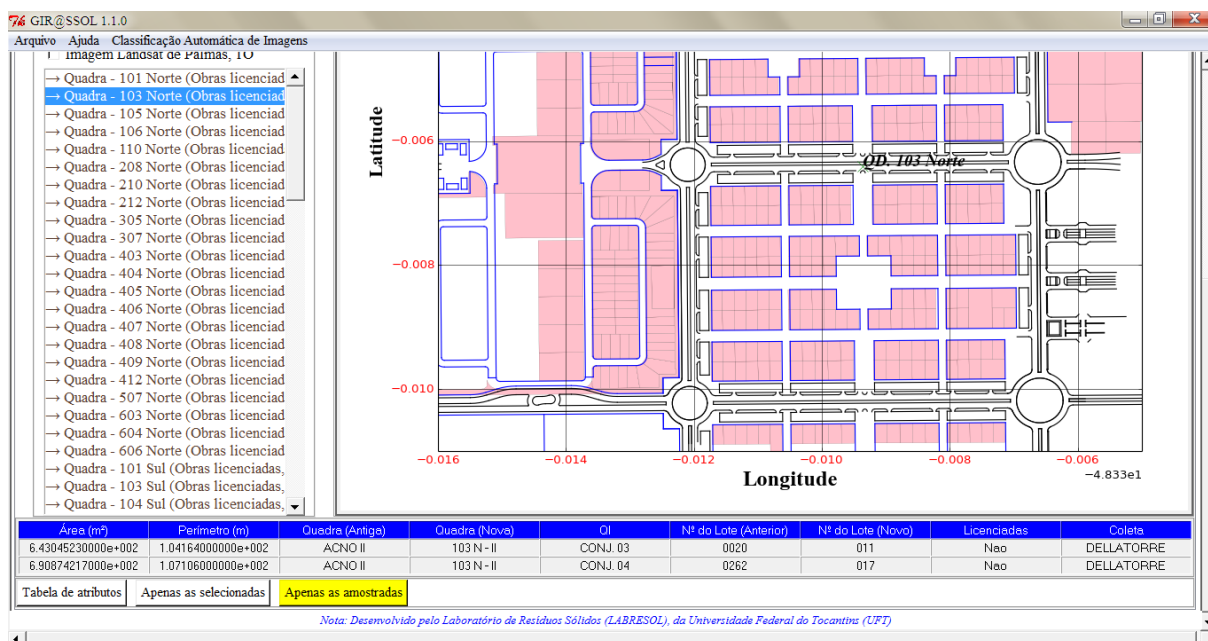 GIR@SSOL 1.1.0
Arquivo Ajuda Classificação Automática de Imagens
Imagem Landsat de Palmas, TO
→ Quadra - 101 Norte (Obras licenciad
→ Quadra - 103 Norte (Obras licenciad
→ Quadra - 105 Norte (Obras licenciad
→ Quadra - 106 Norte (Obras licenciad
→ Quadra - 110 Norte (Obras licenciad
→ Quadra - 208 Norte (Obras licenciad
→ Quadra - 210 Norte (Obras licenciad
→ Quadra - 212 Norte (Obras licenciad
→ Quadra - 305 Norte (Obras licenciad
→ Quadra - 307 Norte (Obras licenciad
→ Quadra - 403 Norte (Obras licenciad
→ Quadra - 404 Norte (Obras licenciad
→ Quadra - 405 Norte (Obras licenciad
→ Quadra - 406 Norte (Obras licenciad
→ Quadra - 407 Norte (Obras licenciad
→ Quadra - 408 Norte (Obras licenciad
→ Quadra - 409 Norte (Obras licenciad
→ Quadra - 412 Norte (Obras licenciad
→ Quadra - 507 Norte (Obras licenciad
→ Quadra - 603 Norte (Obras licenciad
→ Quadra - 604 Norte (Obras licenciad
→ Quadra - 606 Norte (Obras licenciad
→ Quadra - 101 Sul (Obras licenciadas,
→ Quadra - 103 Sul (Obras licenciadas,
→ Quadra - 104 Sul (Obras licenciadas,
Latitude
−0.006
−0.008
−0.010
QD. 103 Norte
−0.016 −0.014 −0.012 −0.010 −0.008 −0.006
Longitude
−4.833e1
Área (m²) Perímetro (m) Quadra (Antiga) Quadra (Nova) QI Nº do Lote (Anterior) Nº do Lote (Novo) Licenciadas Coleta
6.43045230000e+002 1.04164000000e+002 ACNO II 103 N - II CONJ. 03 0020 011 Nao DELLATORRE
6.90874217000e+002 1.07106000000e+002 ACNO II 103 N - II CONJ. 04 0262 017 Nao DELLATORRE
Tabela de atributos Apenas as selecionadas Apenas as amostradas
Nota: Desenvolvido pelo Laboratório de Resíduos Sólidos (LABRESOL), da Universidade Federal do Tocantins (UFT)